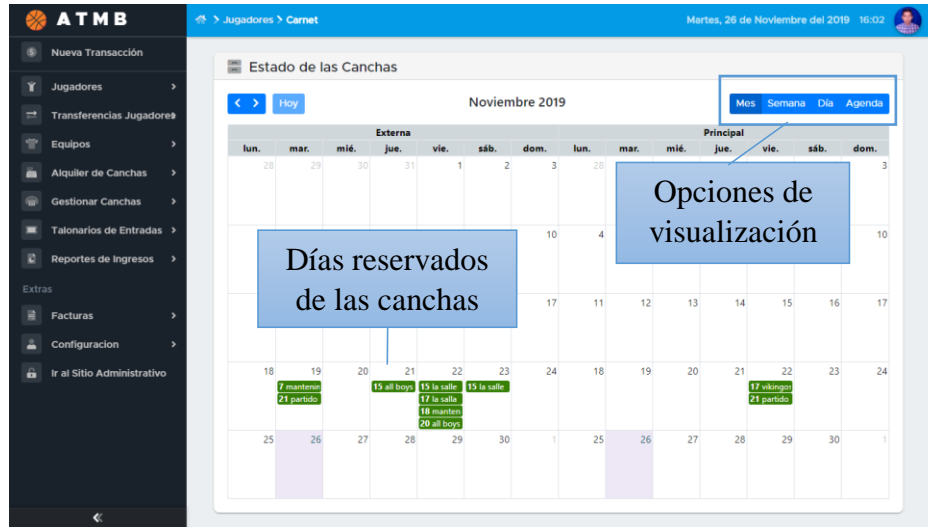 ATMB
Jugadores > Carnet
Martes, 26 de Noviembre del 2019 16:02
Nueva Transacción
Jugadores
Transferencias Jugadores
Equipos
Alquiler de Canchas
Gestionar Canchas
Talonarios de Entradas
Reportes de Ingresos
Extras
Facturas
Configuracion
Ir al Sitio Administrativo
Estado de las Canchas
Hoy
Noviembre 2019
Mes Semana Día Agenda
Externa Principal
lun. mar. mié. jue. vie. sáb. dom. lun. mar. mié. jue. vie. sáb. dom.
28 29 30 31 1 2 3 28 3
Opciones de
visualización
10 4 10
Días reservados
de las canchas
17 11 12 13 14 15 16 17
18 19 20 21 22 23 24 18 19 20 21 22 23 24
7 mantenin 15 all boys 15 la salle 15 la salle 17 vikingos
21 partido 17 la salla 21 partido
18 manten
20 all boys
25 26 27 28 29 30 1 25 26 27 28 29 30 1